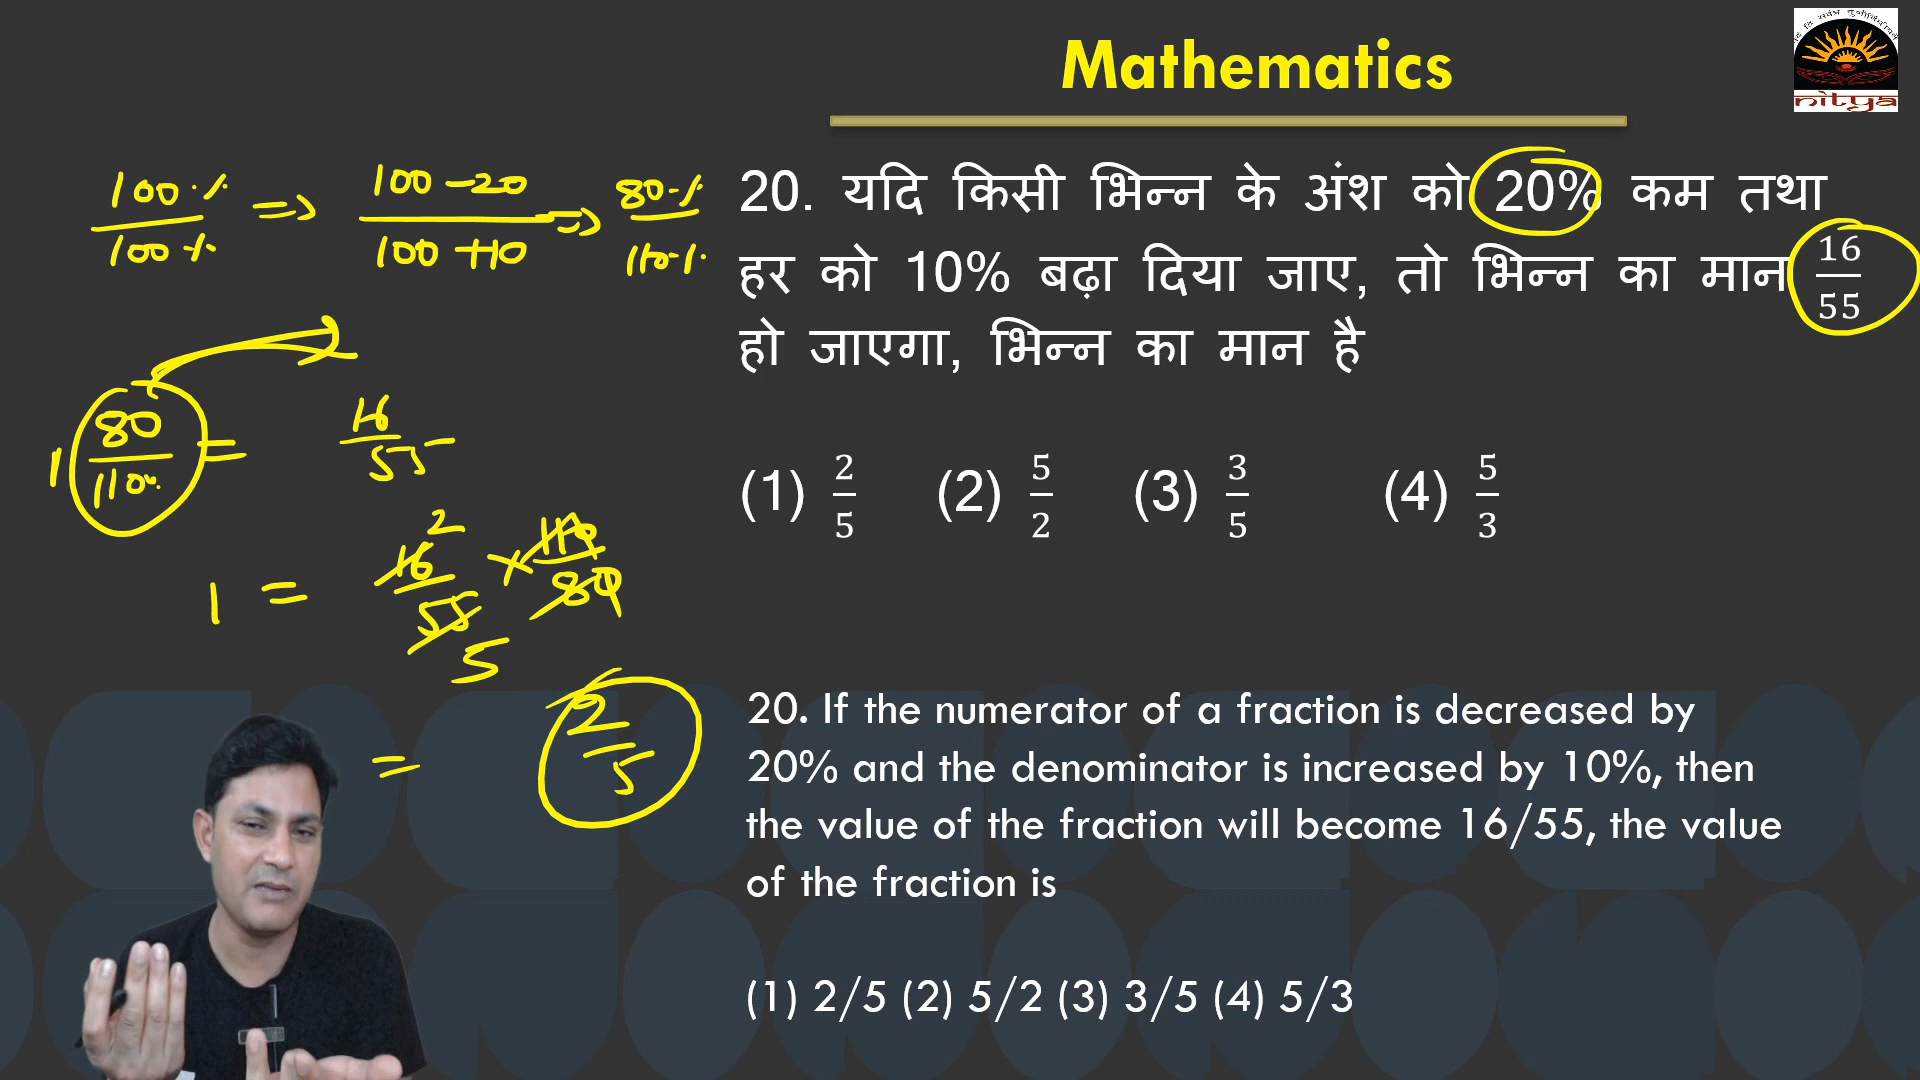 Mathematics
nitya
20. यदि किसी भिन्न के अंश को 20% कम तथा
हर को 10% बढ़ा दिया जाए, तो भिन्न का मान 16/55
हो जाएगा, भिन्न का मान है
(1) 2/5 (2) 5/2 (3) 3/5 (4) 5/3
100% / 100% => 100-20 / 100+10 => 80% / 110%
1 80/110% = 16/55
1 = 16/55 × 110/80
2
5
= 2/5
20. If the numerator of a fraction is decreased by
20% and the denominator is increased by 10%, then
the value of the fraction will become 16/55, the value
of the fraction is
(1) 2/5 (2) 5/2 (3) 3/5 (4) 5/3